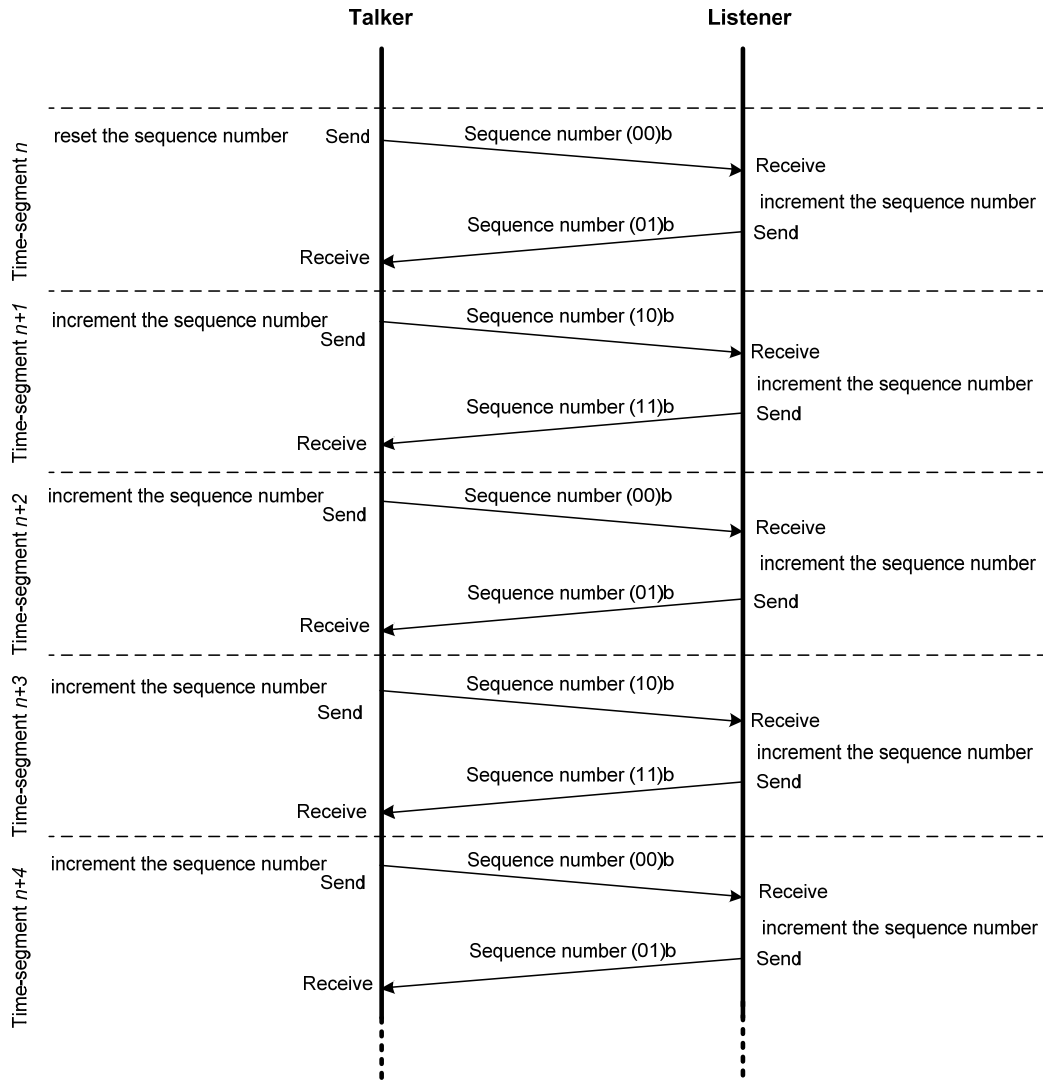 Talker
Listener
Time-segment n
reset the sequence number
Send
Sequence number (00)b
Receive
increment the sequence number
Sequence number (01)b
Send
Receive
Time-segment n+1
increment the sequence number
Send
Sequence number (10)b
Receive
increment the sequence number
Sequence number (11)b
Send
Receive
Time-segment n+2
increment the sequence number
Send
Sequence number (00)b
Receive
increment the sequence number
Sequence number (01)b
Send
Receive
Time-segment n+3
increment the sequence number
Send
Sequence number (10)b
Receive
increment the sequence number
Sequence number (11)b
Send
Receive
Time-segment n+4
increment the sequence number
Send
Sequence number (00)b
Receive
increment the sequence number
Sequence number (01)b
Send
Receive